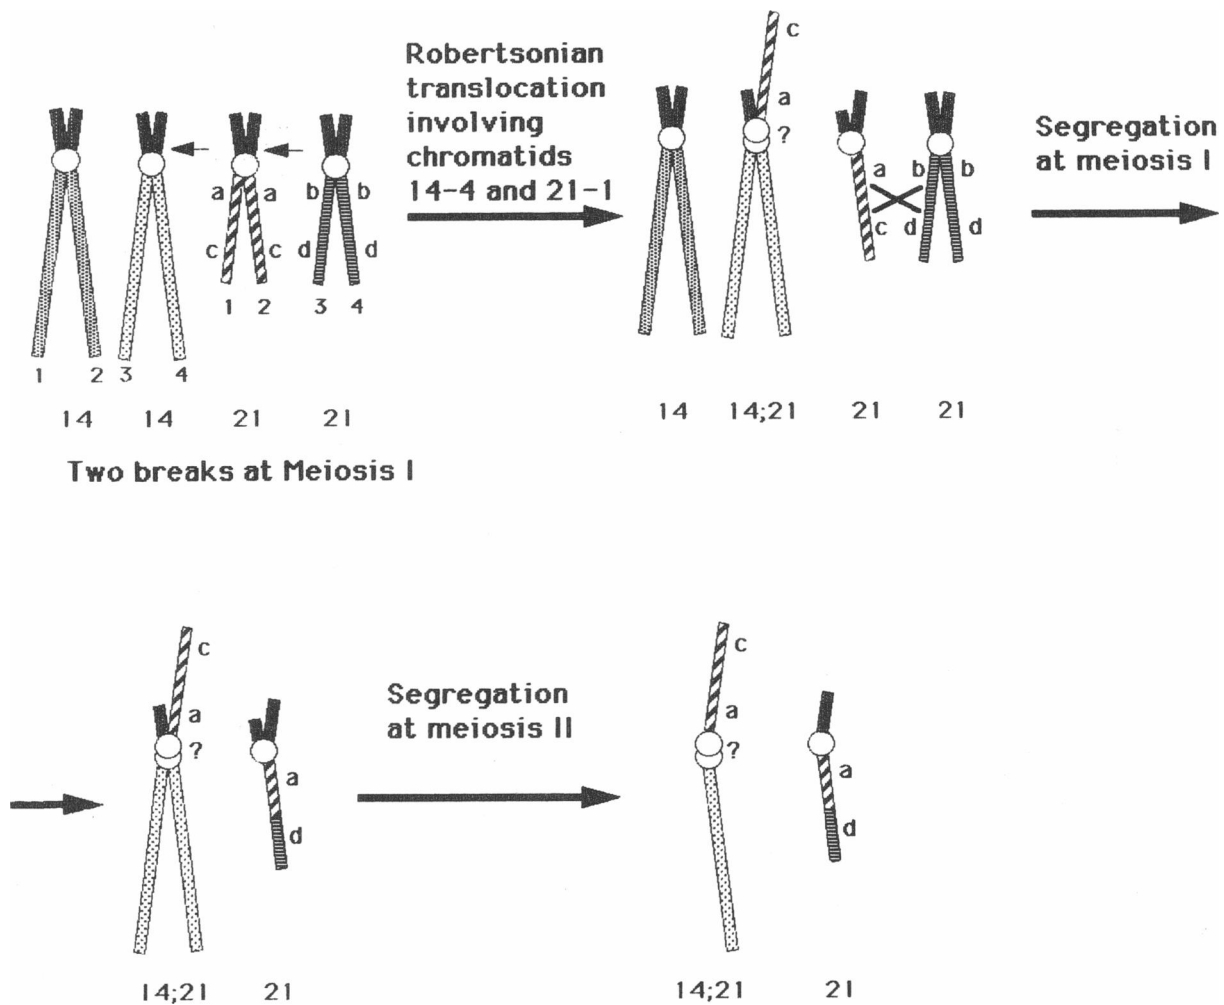 c
Robertsonian
translocation
involving
chromatids
14-4 and 21-1
a
?
Segregation
at meiosis I
a a b b
c c d d
a b b
c d d
1 2 3 4
1 2 3 4
14 14 21 21
14 14;21 21 21
Two breaks at Meiosis I
c
a
?
a
d
Segregation
at meiosis II
c
a
?
a
d
14;21 21
14;21 21